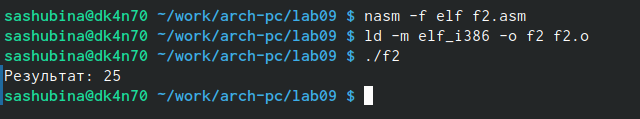 sashubina@dk4n70 ~/work/arch-pc/lab09 $ nasm -f elf f2.asm
sashubina@dk4n70 ~/work/arch-pc/lab09 $ ld -m elf_i386 -o f2 f2.o
sashubina@dk4n70 ~/work/arch-pc/lab09 $ ./f2
Результат: 25
sashubina@dk4n70 ~/work/arch-pc/lab09 $